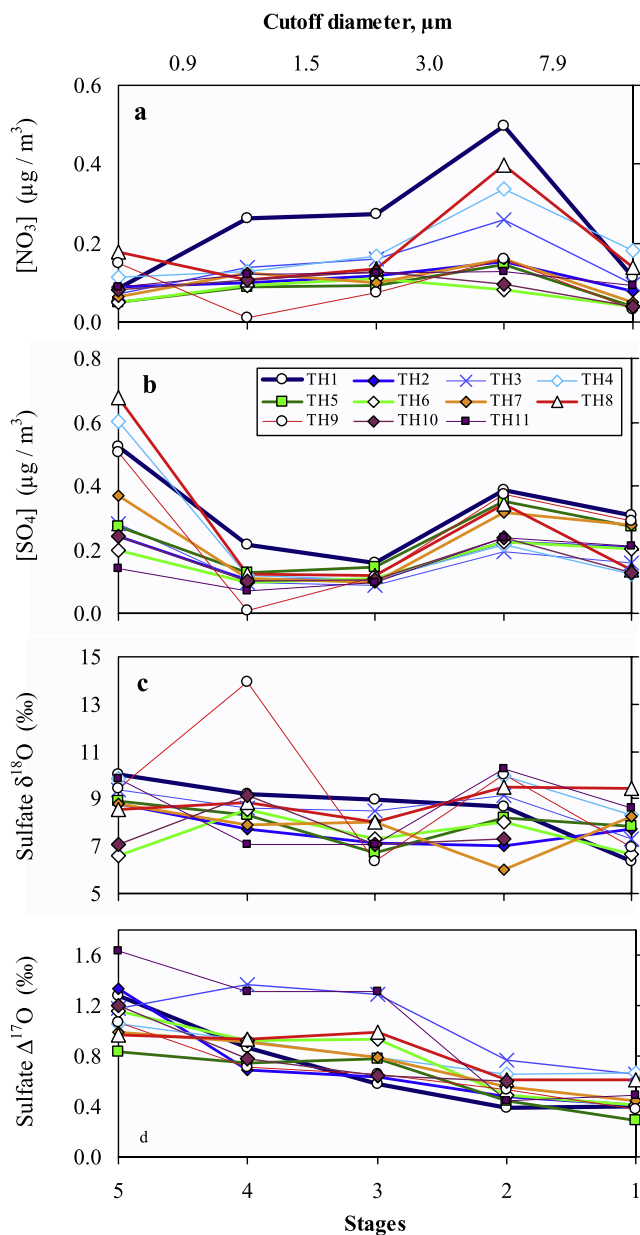 Cutoff diameter, µm
0.9 1.5 3.0 7.9
a
[NO3] (µg / m³)
0.6
0.4
0.2
0.0
b
[SO4] (µg / m³)
0.8
0.6
0.4
0.2
0.0
TH1 TH2 TH3 TH4
TH5 TH6 TH7 TH8
TH9 TH10 TH11
c
Sulfate δ¹⁸O (‰)
15
13
11
9
7
5
Sulfate Δ¹⁷O (‰)
1.6
1.2
0.8
0.4
0.0
d
5 4 3 2 1
Stages